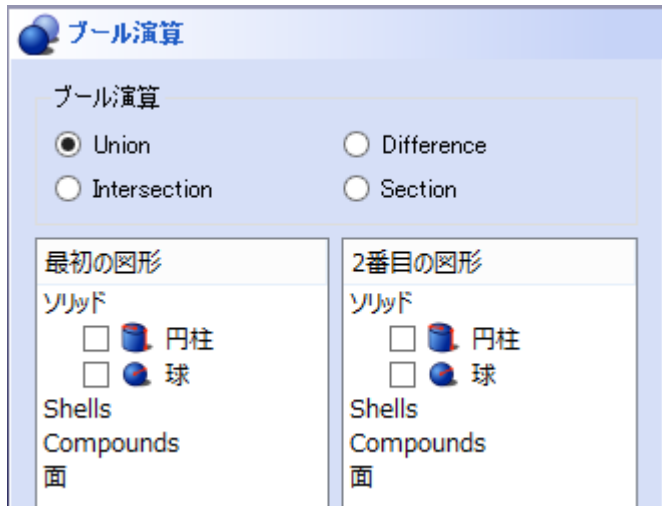 ブール演算
ブール演算
Union
Difference
Intersection
Section
最初の図形
ソリッド
円柱
球
Shells
Compounds
面
2番目の図形
ソリッド
円柱
球
Shells
Compounds
面